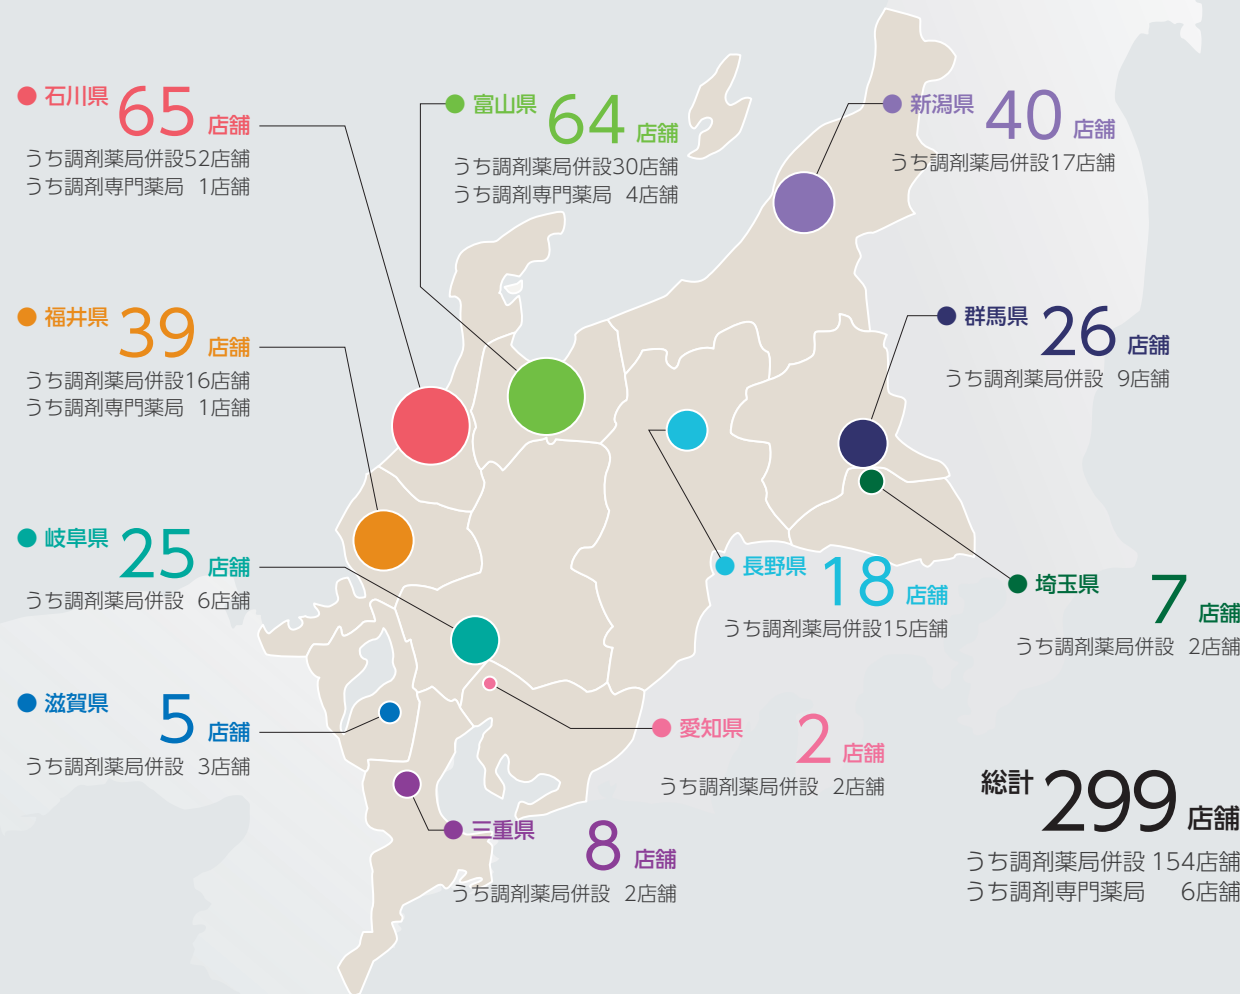 石川県 65 店舗
うち調剤薬局併設52店舗
うち調剤専門薬局 1店舗
富山県 64 店舗
うち調剤薬局併設30店舗
うち調剤専門薬局 4店舗
新潟県 40 店舗
うち調剤薬局併設17店舗
福井県 39 店舗
うち調剤薬局併設16店舗
うち調剤専門薬局 1店舗
群馬県 26 店舗
うち調剤薬局併設 9店舗
岐阜県 25 店舗
うち調剤薬局併設 6店舗
長野県 18 店舗
うち調剤薬局併設15店舗
埼玉県 7 店舗
うち調剤薬局併設 2店舗
滋賀県 5 店舗
うち調剤薬局併設 3店舗
愛知県 2 店舗
うち調剤薬局併設 2店舗
三重県 8 店舗
うち調剤薬局併設 2店舗
総計 299 店舗
うち調剤薬局併設 154店舗
うち調剤専門薬局 6店舗